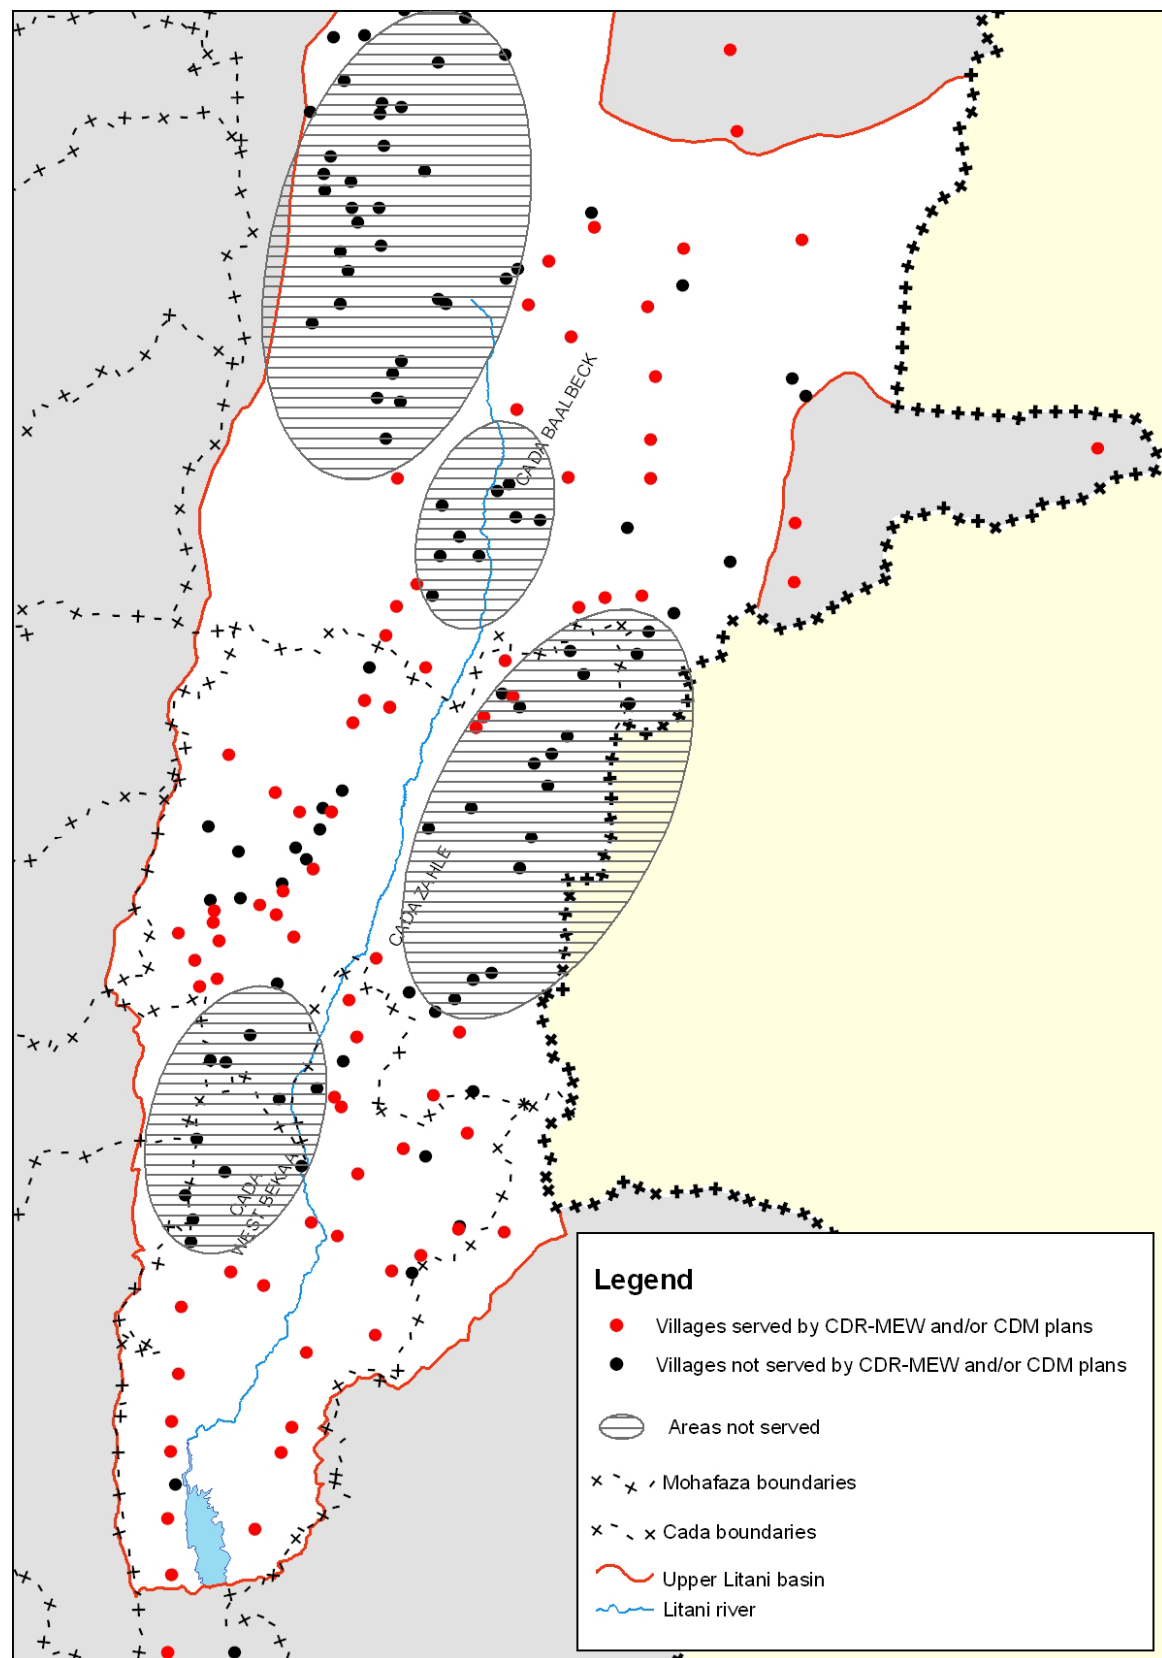 CADA BAALBECK
CADA ZAHLE
CADA
WEST BEKAA
Legend
Villages served by CDR-MEW and/or CDM plans
Villages not served by CDR-MEW and/or CDM plans
Areas not served
Mohafaza boundaries
Cada boundaries
Upper Litani basin
Litani river